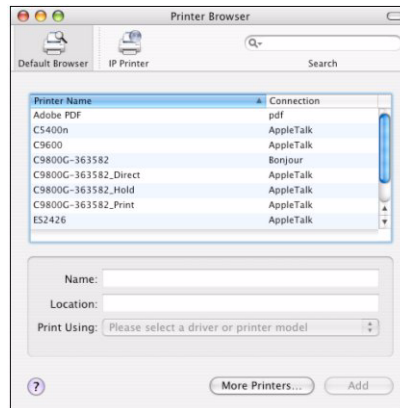 Printer Browser
Default Browser
IP Printer
Search
Printer Name Connection
Adobe PDF pdf
C5400n AppleTalk
C9600 AppleTalk
C9800G-363582 Bonjour
C9800G-363582_Direct AppleTalk
C9800G-363582_Hold AppleTalk
C9800G-363582_Print AppleTalk
ES2426 AppleTalk
Name:
Location:
Print Using: Please select a driver or printer model
? More Printers... Add